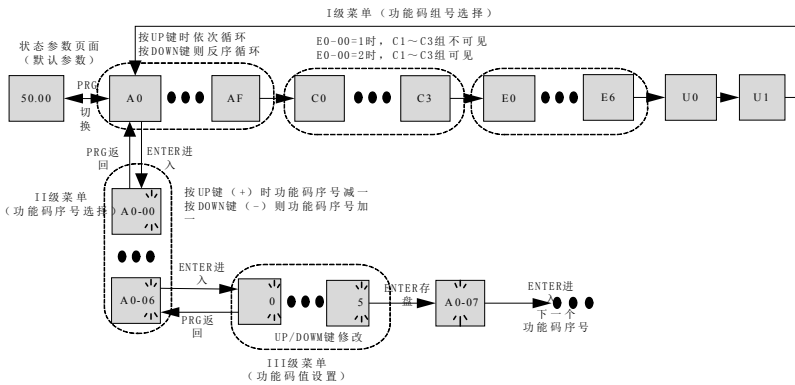 I级菜单（功能码组号选择）
按UP键时依次循环
按DOWN键则反序循环
E0-00=1时，C1～C3组不可见
E0-00=2时，C1～C3组可见
状态参数页面
（默认参数）
50.00
PRG
切
换
A0
AF
C0
C3
E0
E6
U0
U1
PRG返
回
ENTER进
入
II级菜单
（功能码序号选择）
A0-00
按UP键（+）时功能码序号减一
按DOWN键（-）则功能码序号加
一
A0-06
ENTER进
入
PRG返
回
0
5
UP/DOWM键修改
III级菜单
（功能码值设置）
ENTER存
盘
A0-07
ENTER进
入
下一个
功能码序号